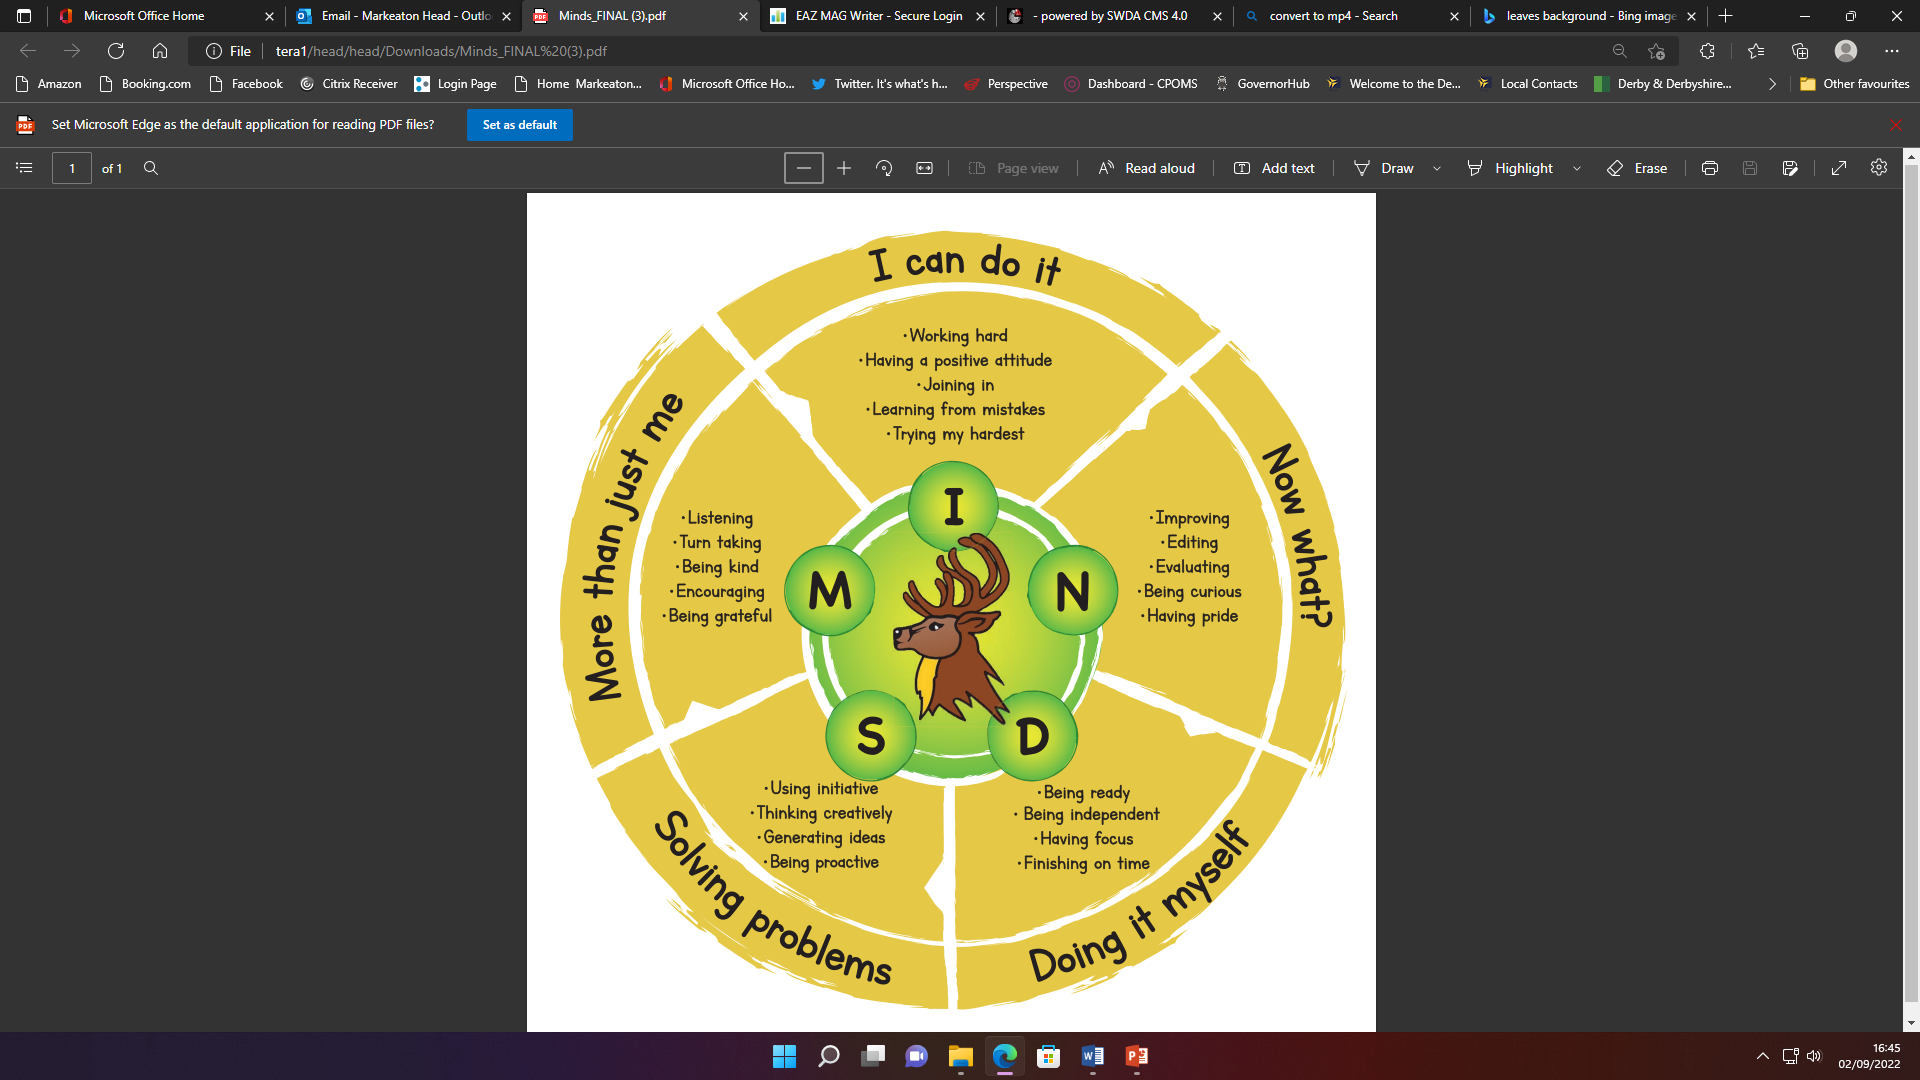 Microsoft Office Home
Email - Markeaton Head - Outlo
Minds_FINAL (3).pdf
EAZ MAG Writer - Secure Login
- powered by SWDA CMS 4.0
convert to mp4 - Search
leaves background - Bing image
File
tera1/head/head/Downloads/Minds_FINAL%20(3).pdf
Amazon
Booking.com
Facebook
Citrix Receiver
Login Page
Home Markeaton...
Microsoft Office Ho...
Twitter. It's what's h...
Perspective
Dashboard - CPOMS
GovernorHub
Welcome to the De...
Local Contacts
Derby & Derbyshire...
Other favourites
PDF
Set Microsoft Edge as the default application for reading PDF files?
Set as default
1 of 1
Page view
Read aloud
Add text
Draw
Highlight
Erase
I can do it
•Working hard
•Having a positive attitude
•Joining in
•Learning from mistakes
•Trying my hardest
More than just me
•Listening
•Turn taking
•Being kind
•Encouraging
•Being grateful
Now what?
•Improving
•Editing
•Evaluating
•Being curious
•Having pride
M
I
N
D
S
Solving problems
•Using initiative
•Thinking creatively
•Generating ideas
•Being proactive
Doing it myself
•Being ready
• Being independent
•Having focus
•Finishing on time
16:45
02/09/2022